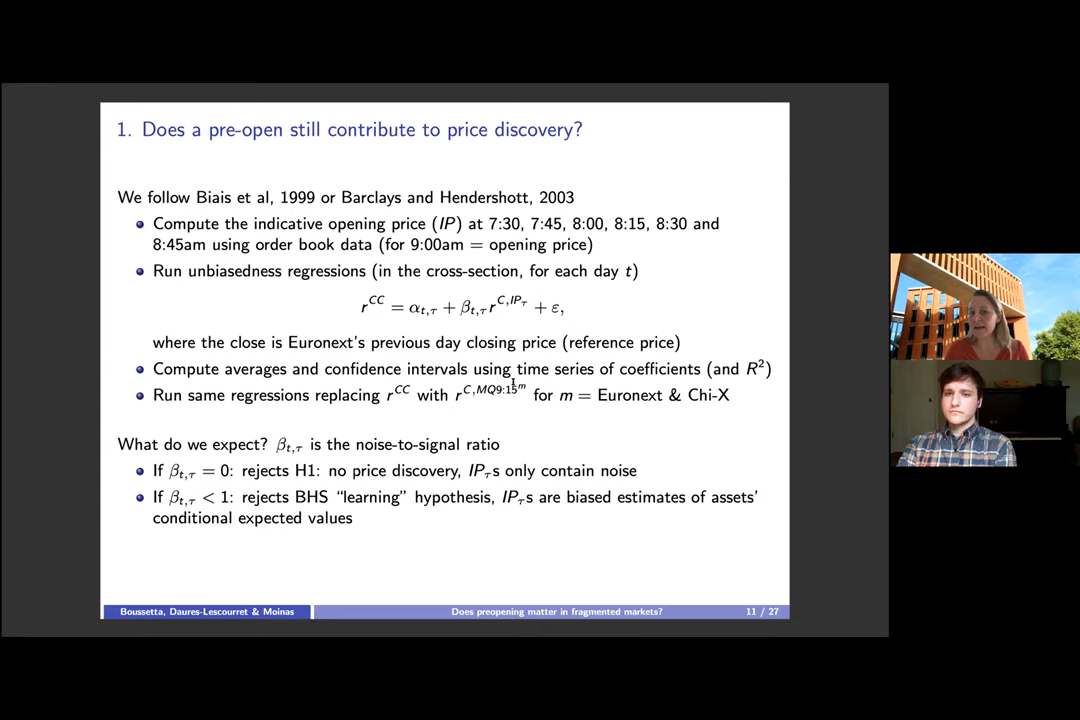 1. Does a pre-open still contribute to price discovery?
We follow Biais et al, 1999 or Barclays and Hendershott, 2003
Compute the indicative opening price (IP) at 7:30, 7:45, 8:00, 8:15, 8:30 and
8:45am using order book data (for 9:00am = opening price)
Run unbiasedness regressions (in the cross-section, for each day t)
r^{CC} = α_{t,τ} + β_{t,τ} r^{C,IP_τ} + ε,
where the close is Euronext's previous day closing price (reference price)
Compute averages and confidence intervals using time series of coefficients (and R²)
Run same regressions replacing r^{CC} with r^{C,MQ9:15^m} for m = Euronext & Chi-X
What do we expect? β_{t,τ} is the noise-to-signal ratio
If β_{t,τ} = 0: rejects H1: no price discovery, IP_τs only contain noise
If β_{t,τ} < 1: rejects BHS "learning" hypothesis, IP_τs are biased estimates of assets'
conditional expected values
Boussetta, Daures-Lescourret & Moinas Does preopening matter in fragmented markets? 11 / 27